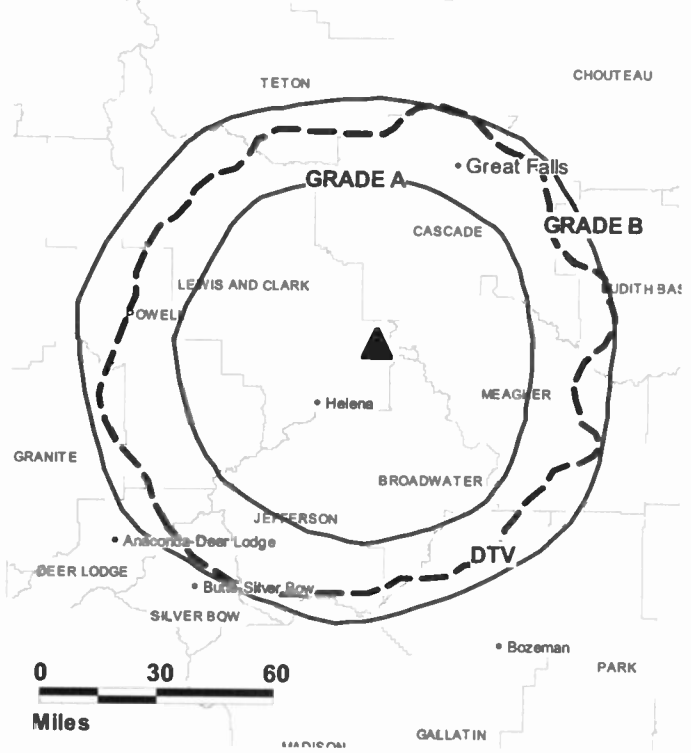 TETON
CHOUTEAU
Great Falls
GRADE A
GRADE B
CASCADE
LEWIS AND CLARK
UDITH BAS
POWELL
Helena
MEAGHER
GRANITE
BROADWATER
JEFFERSON
Anaconda-Deer Lodge
DTV
DEER LODGE
Butte-Silver Bow
SILVER BOW
Bozeman
0 30 60
PARK
Miles
GALLATIN
MADISON